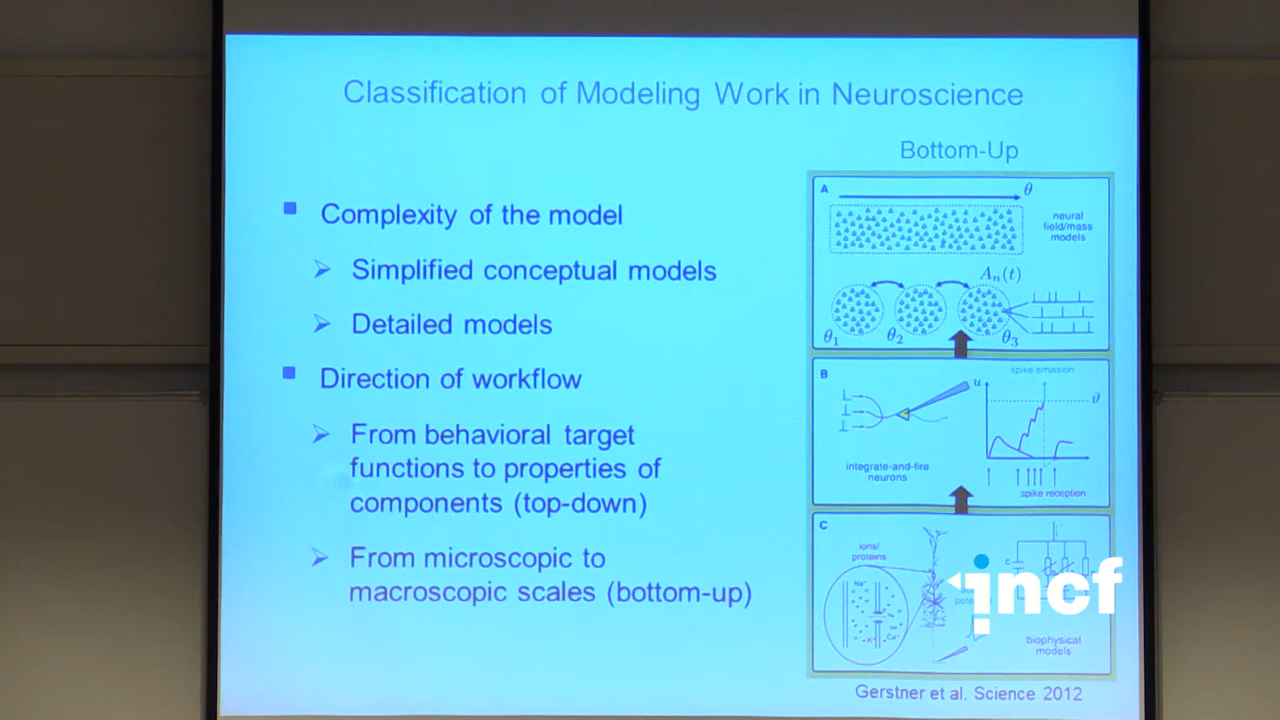 Classification of Modeling Work in Neuroscience
Bottom-Up
Complexity of the model
Simplified conceptual models
Detailed models
Direction of workflow
From behavioral target
functions to properties of
components (top-down)
From microscopic to
macroscopic scales (bottom-up)
A
θ
neural
field/mass
models
Aₙ(t)
θ₁
θ₂
θ₃
B
spike emission
u
ϑ
integrate-and-fire
neurons
spike reception
C
ions/
proteins
Na⁺
K⁺
Ca²⁺
C
I
incf
biophysical
models
Gerstner et al. Science 2012